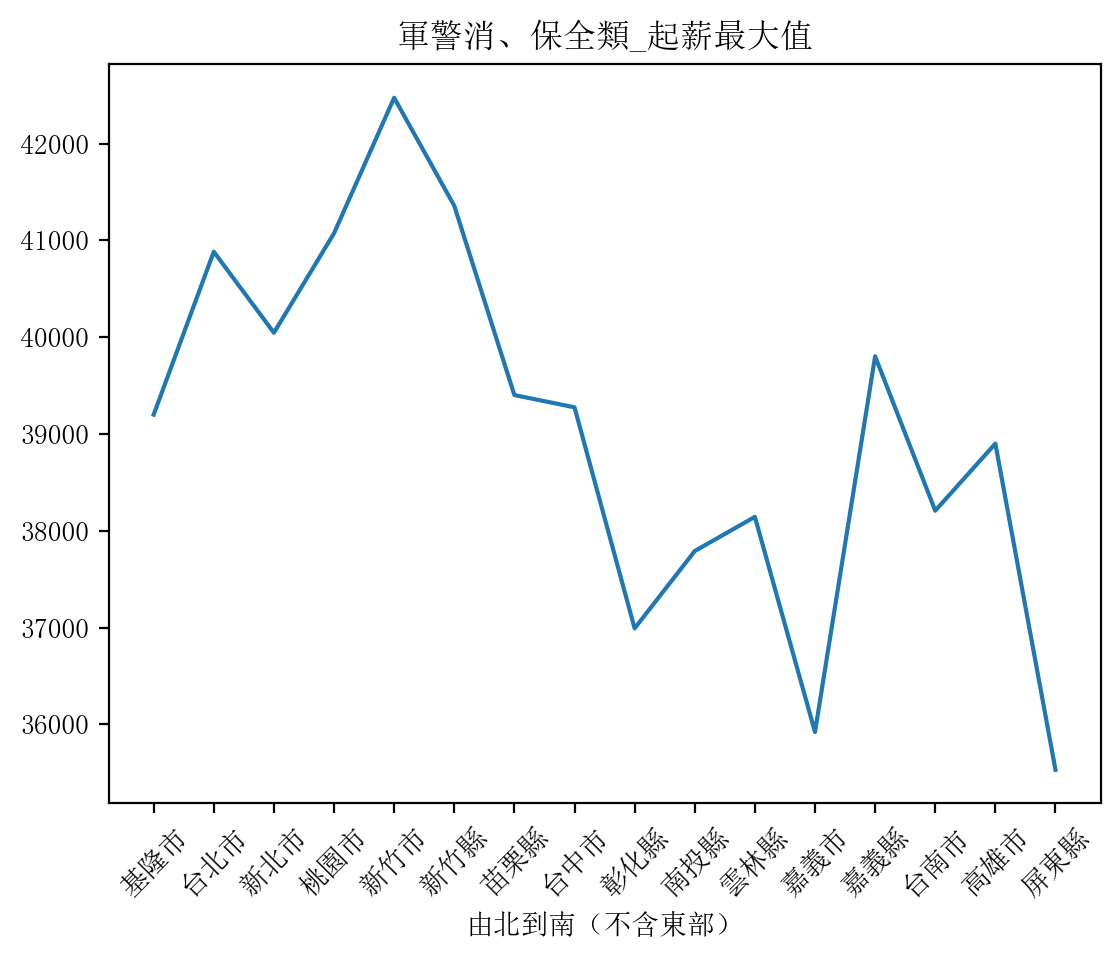 軍警消、保全類_起薪最大值
42000
41000
40000
39000
38000
37000
36000
基隆市
台北市
新北市
桃園市
新竹市
新竹縣
苗栗縣
台中市
彰化縣
南投縣
雲林縣
嘉義市
嘉義縣
台南市
高雄市
屏東縣
由北到南（不含東部）